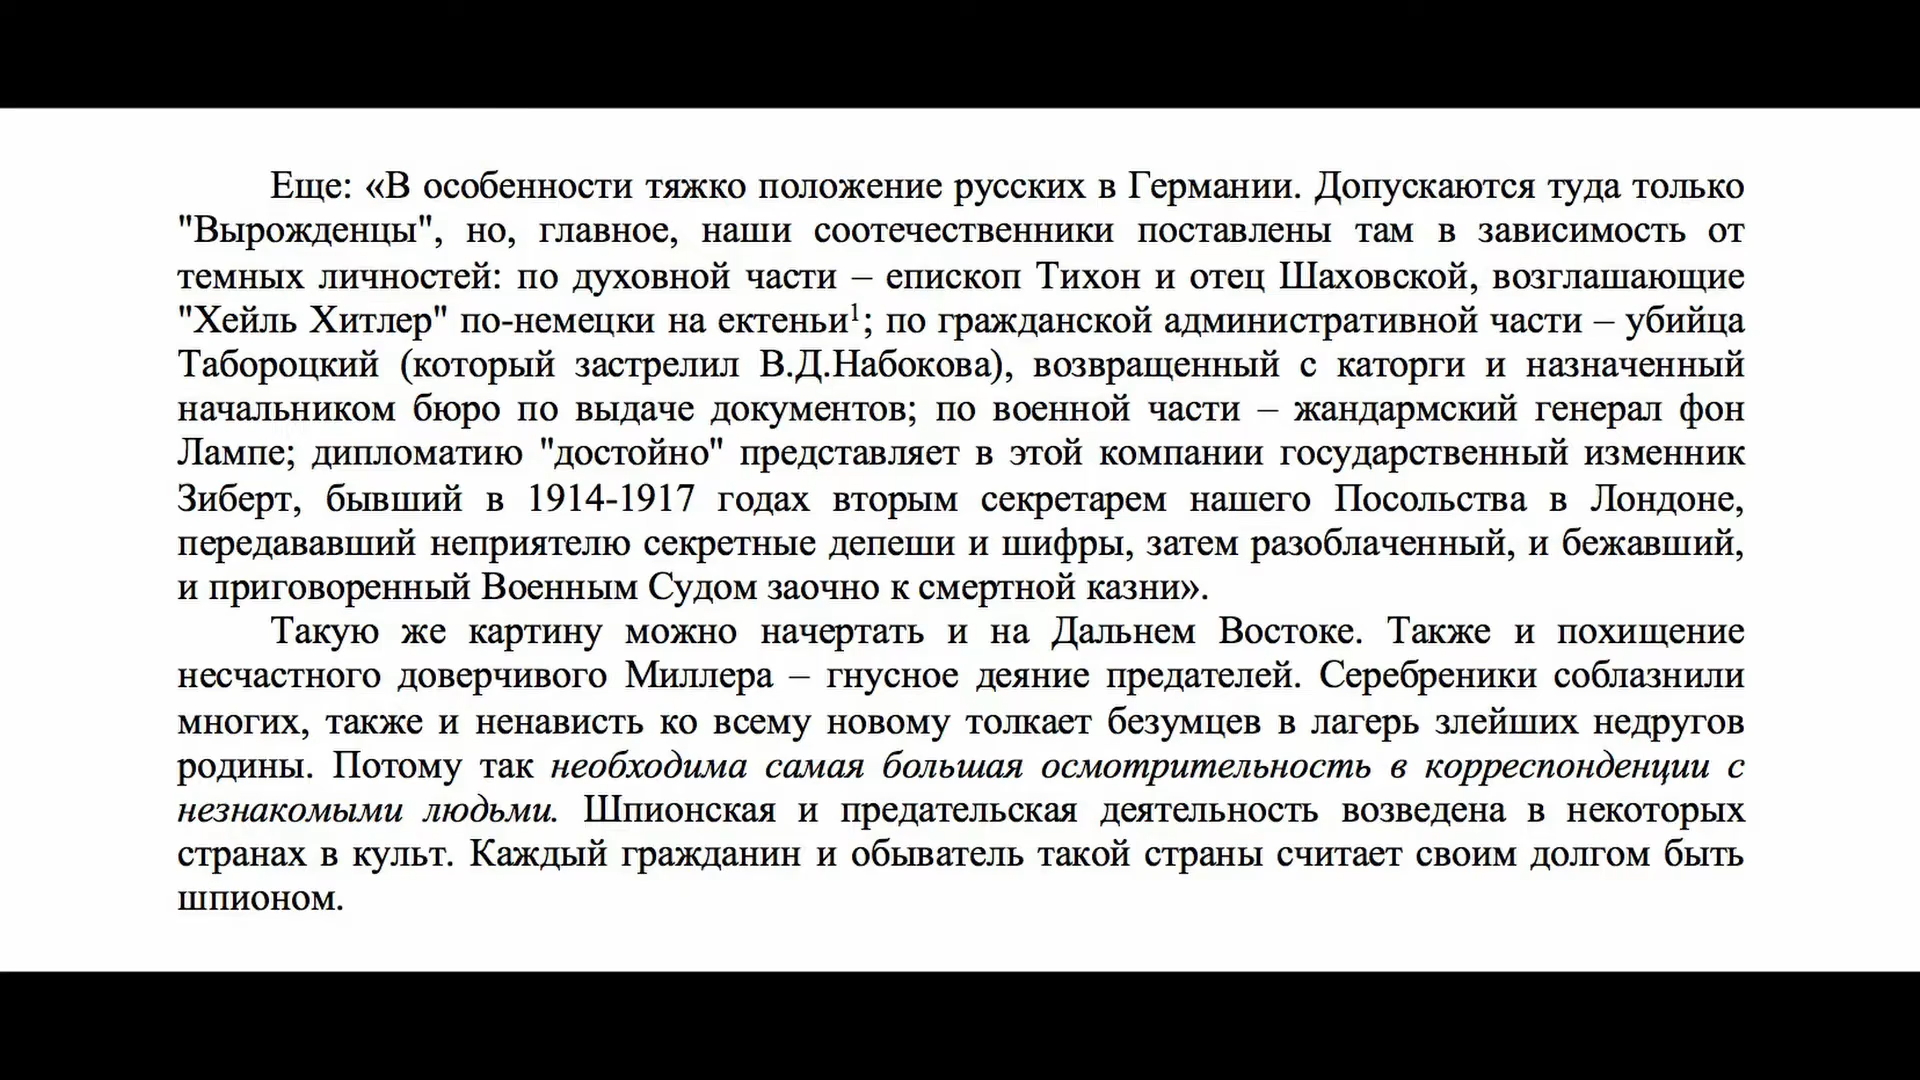 Еще: «В особенности тяжко положение русских в Германии. Допускаются туда только
"Вырожденцы", но, главное, наши соотечественники поставлены там в зависимость от
темных личностей: по духовной части – епископ Тихон и отец Шаховской, возглашающие
"Хейль Хитлер" по-немецки на ектеньи¹; по гражданской административной части – убийца
Табороцкий (который застрелил В.Д.Набокова), возвращенный с каторги и назначенный
начальником бюро по выдаче документов; по военной части – жандармский генерал фон
Лампе; дипломатию "достойно" представляет в этой компании государственный изменник
Зиберт, бывший в 1914-1917 годах вторым секретарем нашего Посольства в Лондоне,
передававший неприятелю секретные депеши и шифры, затем разоблаченный, и бежавший,
и приговоренный Военным Судом заочно к смертной казни».
Такую же картину можно начертать и на Дальнем Востоке. Также и похищение
несчастного доверчивого Миллера – гнусное деяние предателей. Серебреники соблазнили
многих, также и ненависть ко всему новому толкает безумцев в лагерь злейших недругов
родины. Потому так необходима самая большая осмотрительность в корреспонденции с
незнакомыми людьми. Шпионская и предательская деятельность возведена в некоторых
странах в культ. Каждый гражданин и обыватель такой страны считает своим долгом быть
шпионом.